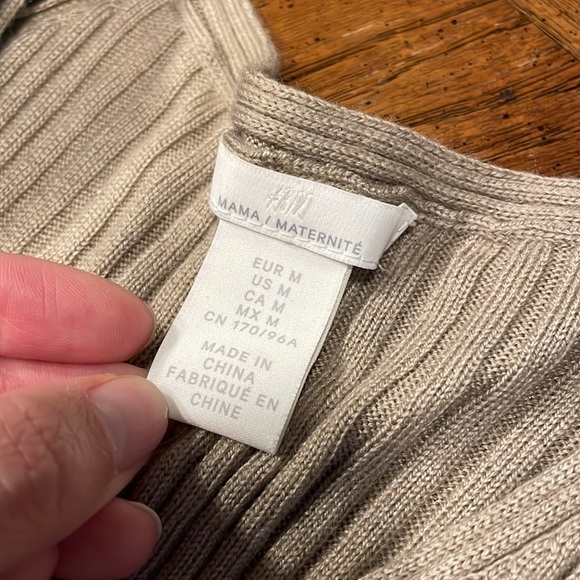 H&M
MAMA / MATERNITÉ
EUR M
US M
CA M
MX M
CN 170/96A
MADE IN
CHINA
FABRIQUÉ EN
CHINE